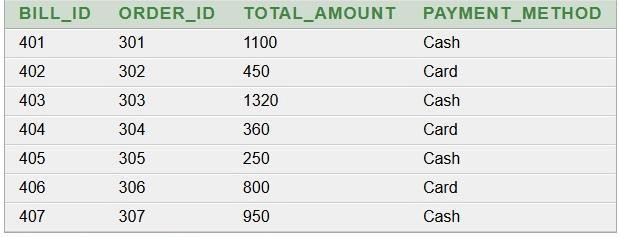 BILL_ID ORDER_ID TOTAL_AMOUNT PAYMENT_METHOD
401 301 1100 Cash
402 302 450 Card
403 303 1320 Cash
404 304 360 Card
405 305 250 Cash
406 306 800 Card
407 307 950 Cash